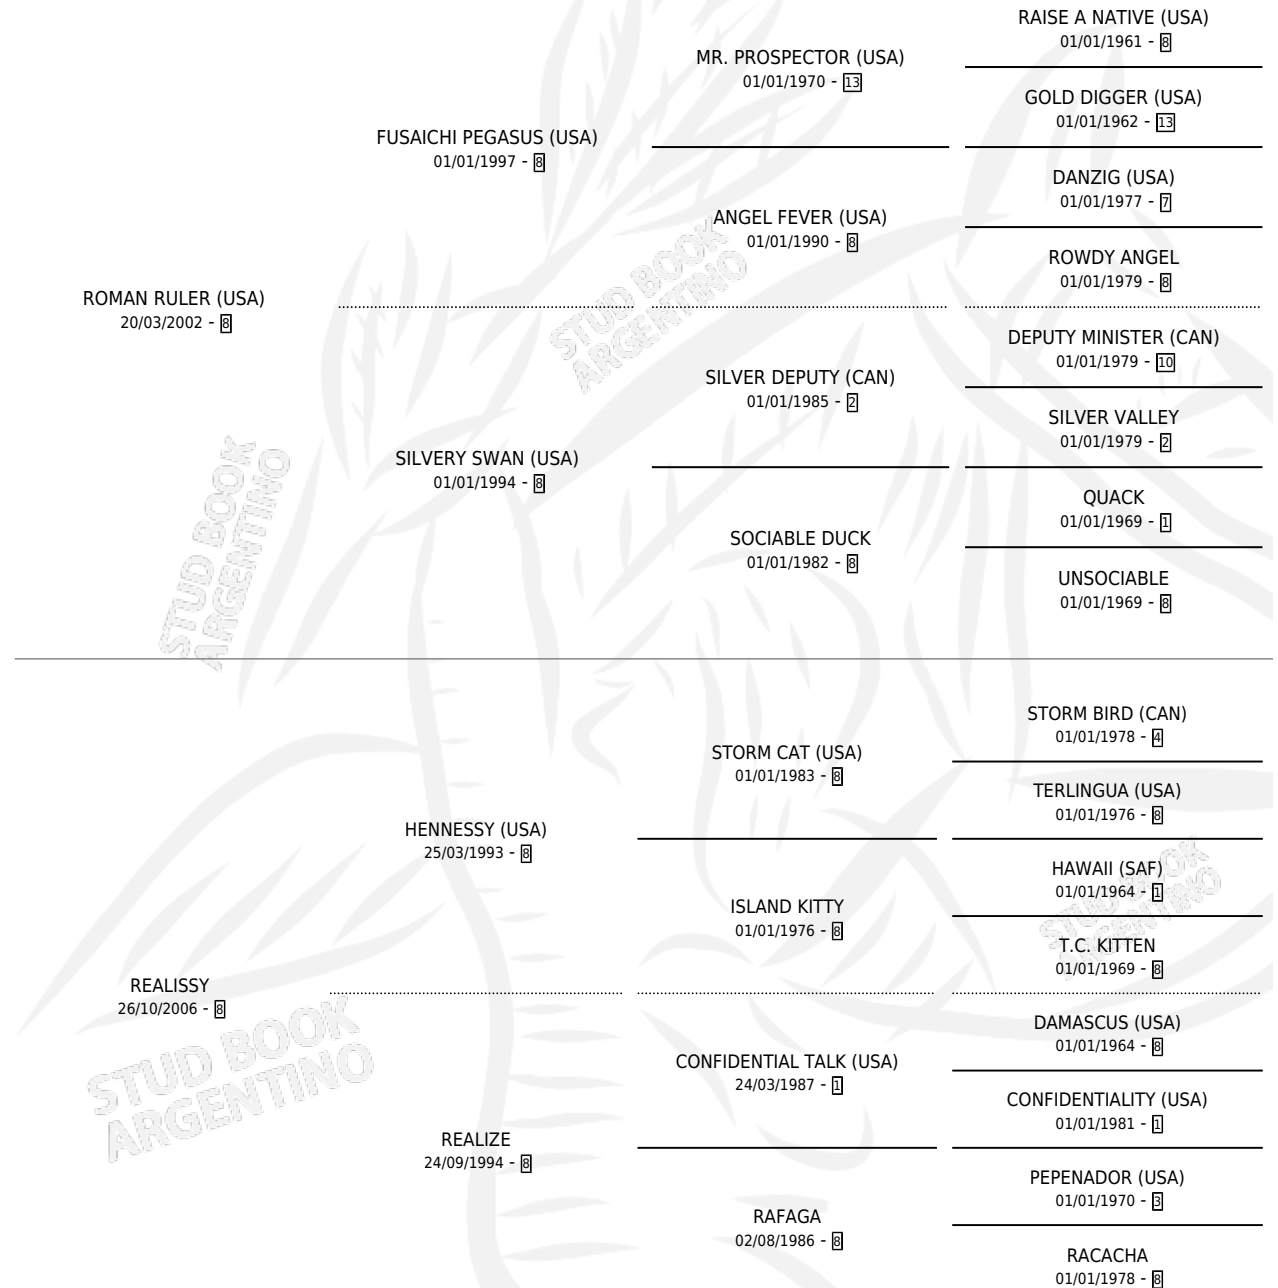 RAISE A NATIVE (USA)
01/01/1961 - 8
MR. PROSPECTOR (USA)
01/01/1970 - 13
GOLD DIGGER (USA)
01/01/1962 - 13
FUSAICHI PEGASUS (USA)
01/01/1997 - 8
DANZIG (USA)
01/01/1977 - 7
ANGEL FEVER (USA)
01/01/1990 - 8
ROWDY ANGEL
01/01/1979 - 8
ROMAN RULER (USA)
20/03/2002 - 8
STUD BOOK
ARGENTINO
DEPUTY MINISTER (CAN)
01/01/1979 - 10
SILVER DEPUTY (CAN)
01/01/1985 - 2
SILVER VALLEY
01/01/1979 - 2
SILVERY SWAN (USA)
01/01/1994 - 8
QUACK
01/01/1969 - 1
SOCIABLE DUCK
01/01/1982 - 8
UNSOCIABLE
01/01/1969 - 8
STUD BOOK
ARGENTINO
STORM BIRD (CAN)
01/01/1978 - 4
STORM CAT (USA)
01/01/1983 - 8
TERLINGUA (USA)
01/01/1976 - 8
HENNESSY (USA)
25/03/1993 - 8
HAWAII (SAF)
01/01/1964 - 1
ISLAND KITTY
01/01/1976 - 8
STUD BOOK
ARGENTINO
T.C. KITTEN
01/01/1969 - 8
REALISSY
26/10/2006 - 8
STUD BOOK
ARGENTINO
DAMASCUS (USA)
01/01/1964 - 8
CONFIDENTIAL TALK (USA)
24/03/1987 - 1
CONFIDENTIALITY (USA)
01/01/1981 - 1
REALIZE
24/09/1994 - 8
PEPENADOR (USA)
01/01/1970 - 3
RAFAGA
02/08/1986 - 8
RACACHA
01/01/1978 - 8